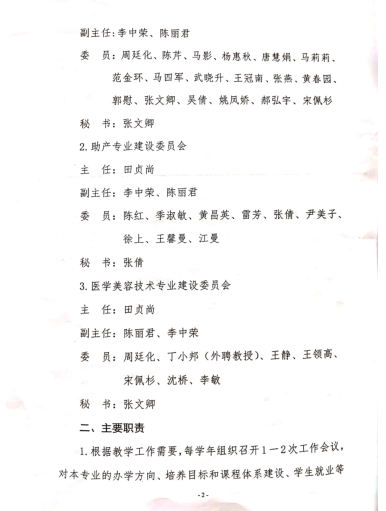 副主任:李中荣、陈丽君
委　员：周廷化、陈芹、马影、杨惠秋、唐慧娟、马莉莉、
范金环、马四军、武晓升、王冠南、张燕、黄春园、
郭慰、张文卿、吴倩、姚凤娇、郝弘宇、宋佩杉
秘　书：张文卿
2.助产专业建设委员会
主　任：田贞尚
副主任：李中荣、陈丽君
委　员：陈红、李淑敏、黄昌英、雷芳、张倩、尹美子、
徐上、王馨曼、江曼
秘　书：张倩
3.医学美容技术专业建设委员会
主　任：田贞尚
副主任：陈丽君、李中荣
委　员：周廷化、丁小邦（外聘教授）、王静、王领高、
宋佩杉、沈桥、李敏
秘　书：张文卿
二、主要职责
1.根据教学工作需要,每学年组织召开1—2次工作会议，
对本专业的办学方向、培养目标和课程体系建设、学生就业等
-2-